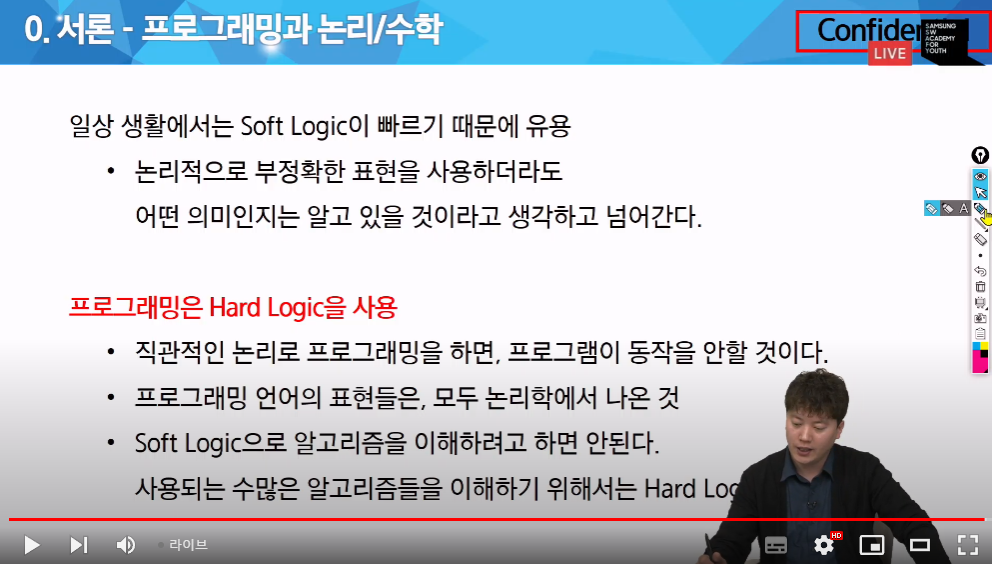 0. 서론 - 프로그래밍과 논리/수학
LIVE
SAMSUNG
SW
ACADEMY
FOR
YOUTH
일상 생활에서는 Soft Logic이 빠르기 때문에 유용
• 논리적으로 부정확한 표현을 사용하더라도
어떤 의미인지는 알고 있을 것이라고 생각하고 넘어간다.
A
프로그래밍은 Hard Logic을 사용
• 직관적인 논리로 프로그래밍을 하면, 프로그램이 동작을 안할 것이다.
• 프로그래밍 언어의 표현들은, 모두 논리학에서 나온 것
• Soft Logic으로 알고리즘을 이해하려고 하면 안된다.
사용되는 수많은 알고리즘들을 이해하기 위해서는 Hard
라이브
HD